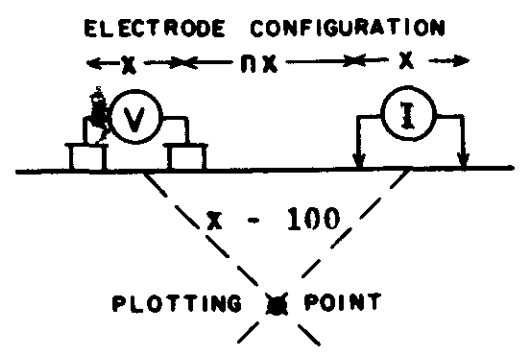 ELECTRODE CONFIGURATION
X nX X
V I
X - 100
PLOTTING POINT